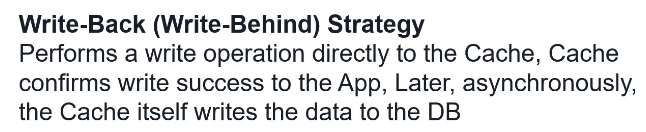 Write-Back (Write-Behind) Strategy
Performs a write operation directly to the Cache, Cache
confirms write success to the App, Later, asynchronously,
the Cache itself writes the data to the DB